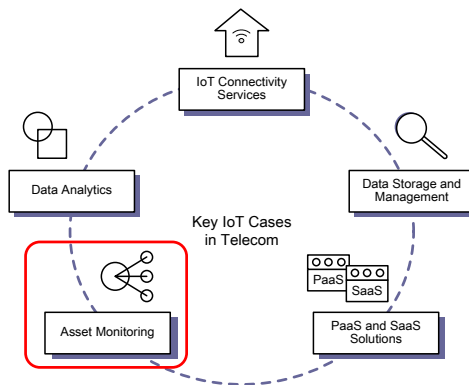 IoT Connectivity
Services
Data Analytics
Data Storage and
Management
Key IoT Cases
in Telecom
PaaS
SaaS
Asset Monitoring
PaaS and SaaS
Solutions